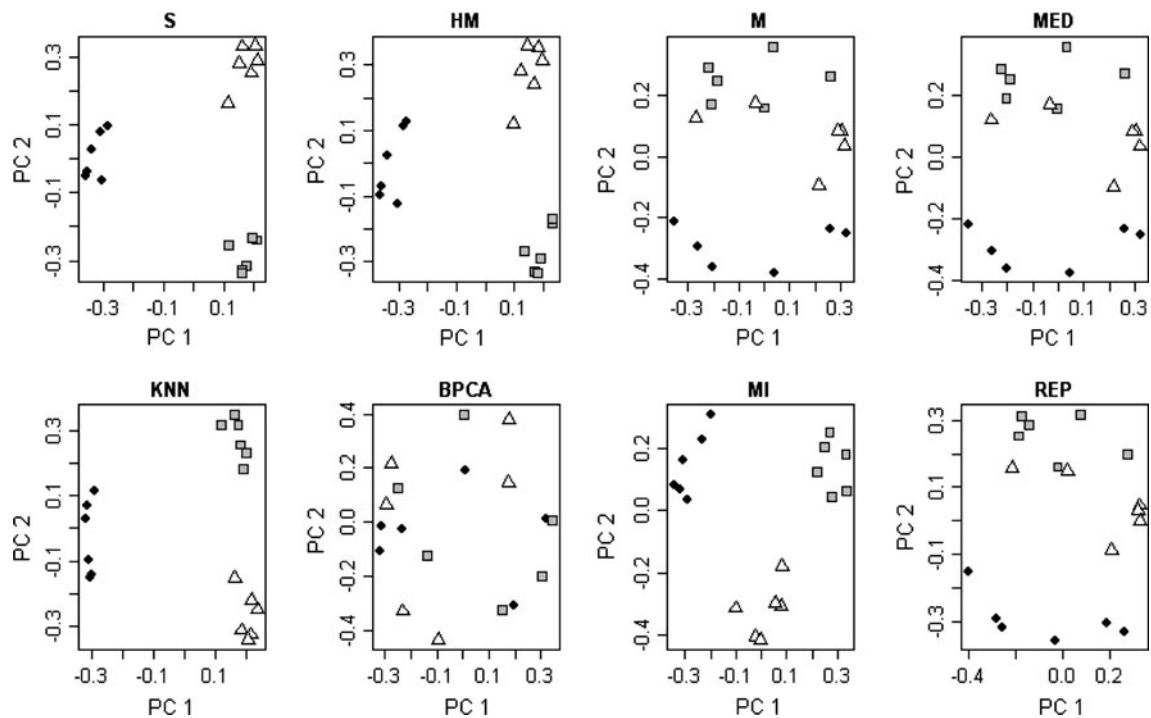 S HM M MED
PC 2 0.3 0.1 -0.1 -0.3
PC 2 0.3 0.1 -0.1 -0.3
PC 2 0.2 0.0 -0.2 -0.4
PC 2 0.2 0.0 -0.2 -0.4
-0.3 -0.1 0.1
-0.3 -0.1 0.1
-0.3 -0.1 0.1 0.3
-0.3 -0.1 0.1 0.3
PC 1 PC 1 PC 1 PC 1
KNN BPCA MI REP
PC 2 0.3 0.1 -0.1 -0.3
PC 2 0.4 0.2 0.0 -0.2 -0.4
PC 2 0.2 0.0 -0.2 -0.4
PC 2 0.3 0.1 -0.1 -0.3
-0.3 -0.1 0.1
-0.3 -0.1 0.1 0.3
-0.3 -0.1 0.1 0.3
-0.4 0.0 0.2
PC 1 PC 1 PC 1 PC 1